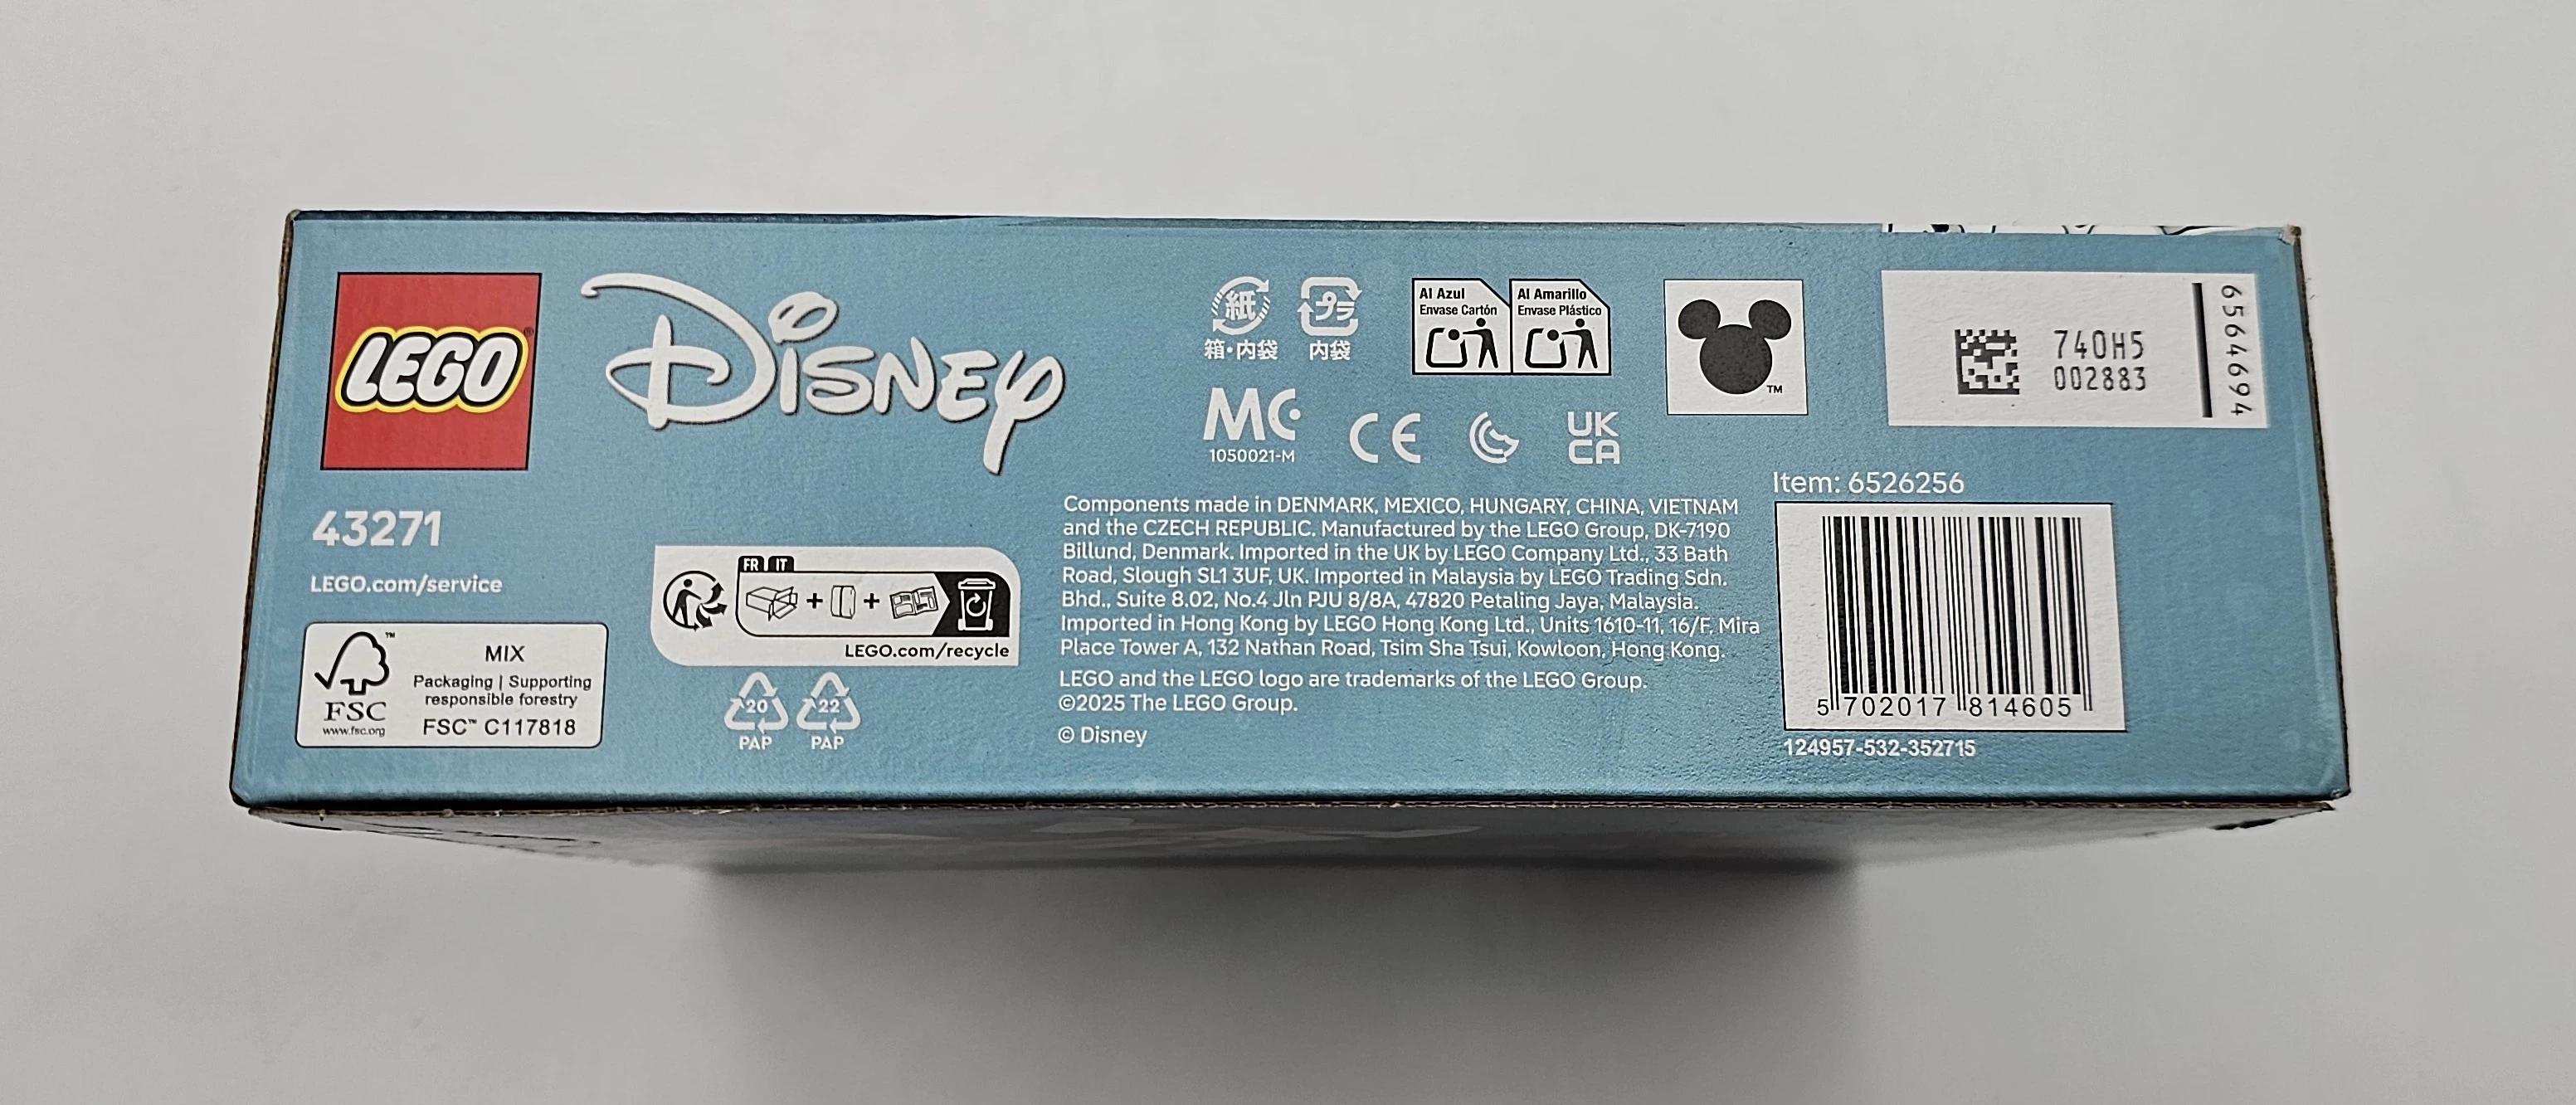 LEGO®
Disney
43271
LEGO.com/service
FSC™
www.fsc.org
MIX
Packaging | Supporting
responsible forestry
FSC™ C117818
FR IT
+ +
LEGO.com/recycle
20
PAP
22
PAP
紙
箱・内袋
プラ
内袋
Al Azul
Envase Cartón
Al Amarillo
Envase Plástico
MC
1050021-M
CE
UK
CA
TM
740H5
002883
6564694
Components made in DENMARK, MEXICO, HUNGARY, CHINA, VIETNAM
and the CZECH REPUBLIC. Manufactured by the LEGO Group, DK-7190
Billund, Denmark. Imported in the UK by LEGO Company Ltd., 33 Bath
Road, Slough SL1 3UF, UK. Imported in Malaysia by LEGO Trading Sdn.
Bhd., Suite 8.02, No.4 Jln PJU 8/8A, 47820 Petaling Jaya, Malaysia.
Imported in Hong Kong by LEGO Hong Kong Ltd., Units 1610-11, 16/F, Mira
Place Tower A, 132 Nathan Road, Tsim Sha Tsui, Kowloon, Hong Kong.
LEGO and the LEGO logo are trademarks of the LEGO Group.
©2025 The LEGO Group.
© Disney
Item: 6526256
5 702017 814605
124957-532-352715